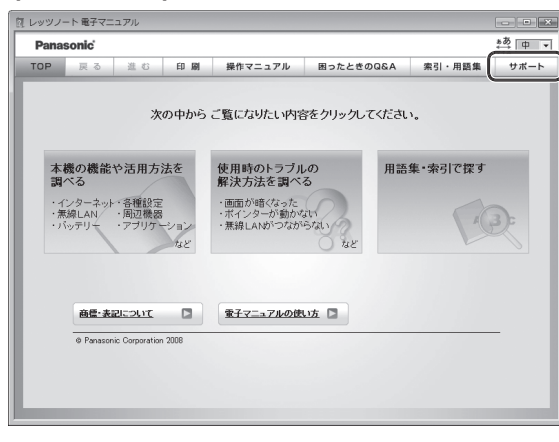 レッツノート 電子マニュアル
Panasonic
あ あ 中
TOP 戻る 進む 印刷 操作マニュアル 困ったときのQ&A 索引・用語集 サポート
次の中から ご覧になりたい内容をクリックしてください。
本機の機能や活用方法を
調べる
・インターネット・各種設定
・無線LAN ・周辺機器
・バッテリー ・アプリケーション
など
使用時のトラブルの
解決方法を調べる
・画面が暗くなった
・ポインターが動かない
・無線LANがつながらない
など
用語集・索引で探す
商標・表記について
電子マニュアルの使い方
© Panasonic Corporation 2008